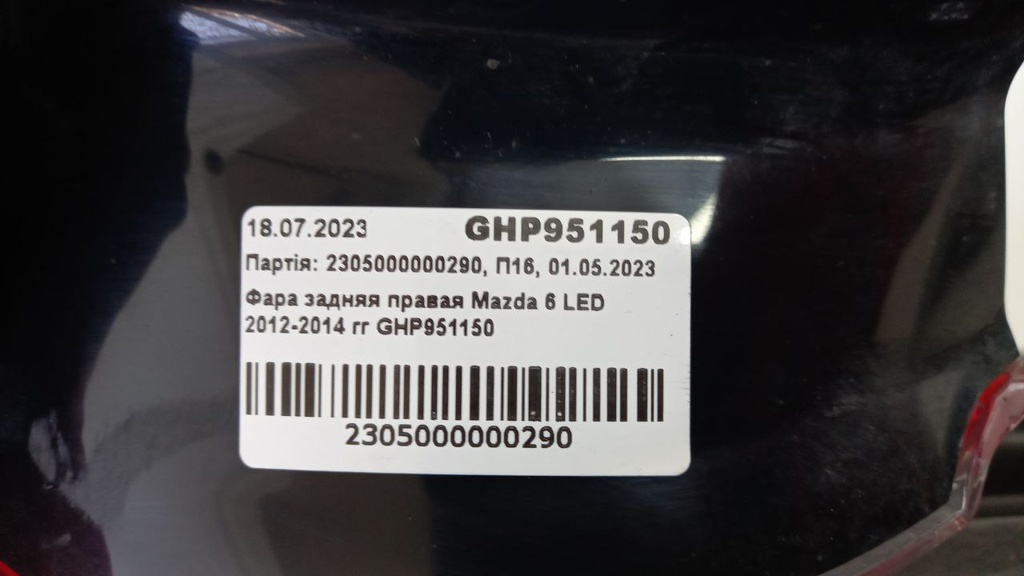 18.07.2023 GHP951150
Партія: 2305000000290, П16, 01.05.2023
Фара задняя правая Mazda 6 LED
2012-2014 гг GHP951150
2305000000290